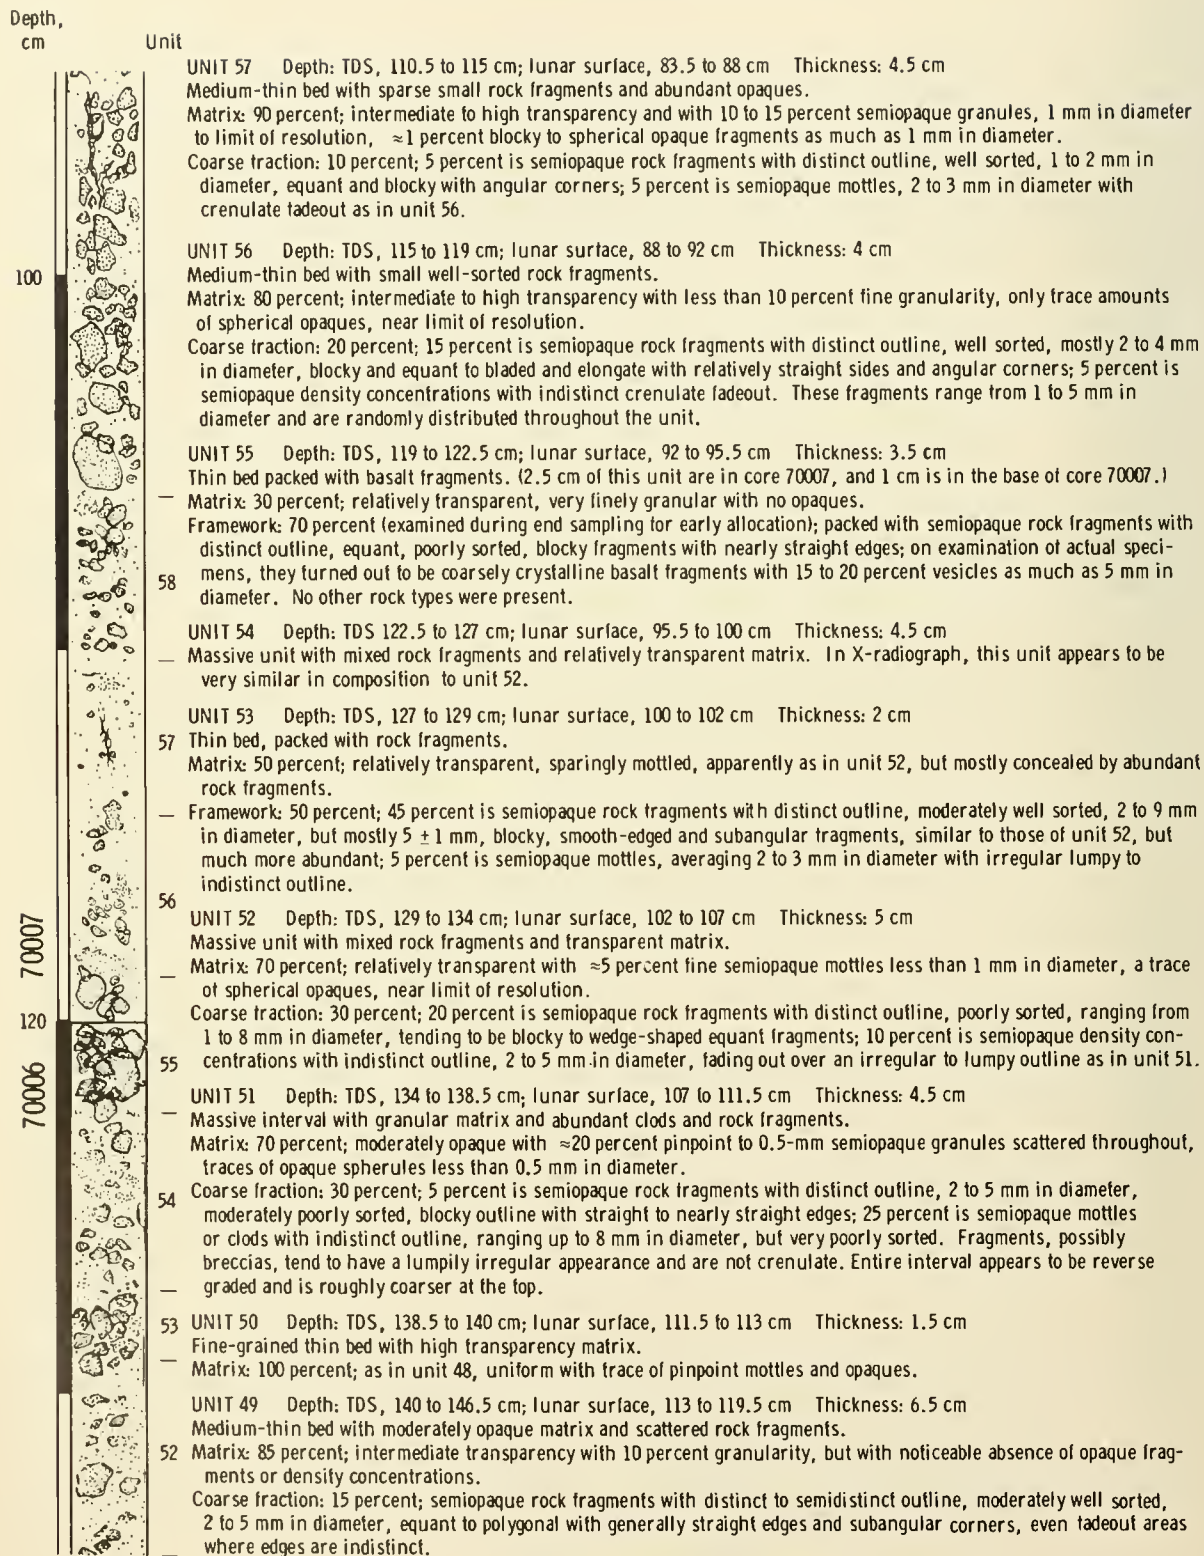 Depth,
cm
Unit
UNIT 57 Depth: TDS, 110.5 to 115 cm; lunar surface, 83.5 to 88 cm Thickness: 4.5 cm
Medium-thin bed with sparse small rock fragments and abundant opaques.
Matrix: 90 percent; intermediate to high transparency and with 10 to 15 percent semiopaque granules, 1 mm in diameter
to limit of resolution, ≈1 percent blocky to spherical opaque fragments as much as 1 mm in diameter.
Coarse fraction: 10 percent; 5 percent is semiopaque rock fragments with distinct outline, well sorted, 1 to 2 mm in
diameter, equant and blocky with angular corners; 5 percent is semiopaque mottles, 2 to 3 mm in diameter with
crenulate fadeout as in unit 56.
UNIT 56 Depth: TDS, 115 to 119 cm; lunar surface, 88 to 92 cm Thickness: 4 cm
Medium-thin bed with small well-sorted rock fragments.
100
Matrix: 80 percent; intermediate to high transparency with less than 10 percent fine granularity, only trace amounts
of spherical opaques, near limit of resolution.
Coarse fraction: 20 percent; 15 percent is semiopaque rock fragments with distinct outline, well sorted, mostly 2 to 4 mm
in diameter, blocky and equant to bladed and elongate with relatively straight sides and angular corners; 5 percent is
semiopaque density concentrations with indistinct crenulate fadeout. These fragments range from 1 to 5 mm in
diameter and are randomly distributed throughout the unit.
UNIT 55 Depth: TDS, 119 to 122.5 cm; lunar surface, 92 to 95.5 cm Thickness: 3.5 cm
Thin bed packed with basalt fragments. (2.5 cm of this unit are in core 70007, and 1 cm is in the base of core 70007.)
Matrix: 30 percent; relatively transparent, very finely granular with no opaques.
Framework: 70 percent (examined during end sampling for early allocation); packed with semiopaque rock fragments with
distinct outline, equant, poorly sorted, blocky fragments with nearly straight edges; on examination of actual speci-
58
mens, they turned out to be coarsely crystalline basalt fragments with 15 to 20 percent vesicles as much as 5 mm in
diameter. No other rock types were present.
UNIT 54 Depth: TDS 122.5 to 127 cm; lunar surface, 95.5 to 100 cm Thickness: 4.5 cm
Massive unit with mixed rock fragments and relatively transparent matrix. In X-radiograph, this unit appears to be
very similar in composition to unit 52.
UNIT 53 Depth: TDS, 127 to 129 cm; lunar surface, 100 to 102 cm Thickness: 2 cm
57
Thin bed, packed with rock fragments.
Matrix: 50 percent; relatively transparent, sparingly mottled, apparently as in unit 52, but mostly concealed by abundant
rock fragments.
Framework: 50 percent; 45 percent is semiopaque rock fragments with distinct outline, moderately well sorted, 2 to 9 mm
in diameter, but mostly 5 ± 1 mm, blocky, smooth-edged and subangular fragments, similar to those of unit 52, but
much more abundant; 5 percent is semiopaque mottles, averaging 2 to 3 mm in diameter with irregular lumpy to
indistinct outline.
56
UNIT 52 Depth: TDS, 129 to 134 cm; lunar surface, 102 to 107 cm Thickness: 5 cm
Massive unit with mixed rock fragments and transparent matrix.
70007
Matrix: 70 percent; relatively transparent with ≈5 percent fine semiopaque mottles less than 1 mm in diameter, a trace
of spherical opaques, near limit of resolution.
120
Coarse fraction: 30 percent; 20 percent is semiopaque rock fragments with distinct outline, poorly sorted, ranging from
1 to 8 mm in diameter, tending to be blocky to wedge-shaped equant fragments; 10 percent is semiopaque density con-
55
centrations with indistinct outline, 2 to 5 mm in diameter, fading out over an irregular to lumpy outline as in unit 51.
70006
UNIT 51 Depth: TDS, 134 to 138.5 cm; lunar surface, 107 to 111.5 cm Thickness: 4.5 cm
Massive interval with granular matrix and abundant clods and rock fragments.
Matrix: 70 percent; moderately opaque with ≈20 percent pinpoint to 0.5-mm semiopaque granules scattered throughout,
traces of opaque spherules less than 0.5 mm in diameter.
54
Coarse fraction: 30 percent; 5 percent is semiopaque rock fragments with distinct outline, 2 to 5 mm in diameter,
moderately poorly sorted, blocky outline with straight to nearly straight edges; 25 percent is semiopaque mottles
or clods with indistinct outline, ranging up to 8 mm in diameter, but very poorly sorted. Fragments, possibly
breccias, tend to have a lumpily irregular appearance and are not crenulate. Entire interval appears to be reverse
graded and is roughly coarser at the top.
53
UNIT 50 Depth: TDS, 138.5 to 140 cm; lunar surface, 111.5 to 113 cm Thickness: 1.5 cm
Fine-grained thin bed with high transparency matrix.
Matrix: 100 percent; as in unit 48, uniform with trace of pinpoint mottles and opaques.
UNIT 49 Depth: TDS, 140 to 146.5 cm; lunar surface, 113 to 119.5 cm Thickness: 6.5 cm
Medium-thin bed with moderately opaque matrix and scattered rock fragments.
52
Matrix: 85 percent; intermediate transparency with 10 percent granularity, but with noticeable absence of opaque frag-
ments or density concentrations.
Coarse fraction: 15 percent; semiopaque rock fragments with distinct to semidistinct outline, moderately well sorted,
2 to 5 mm in diameter, equant to polygonal with generally straight edges and subangular corners, even fadeout areas
where edges are indistinct.